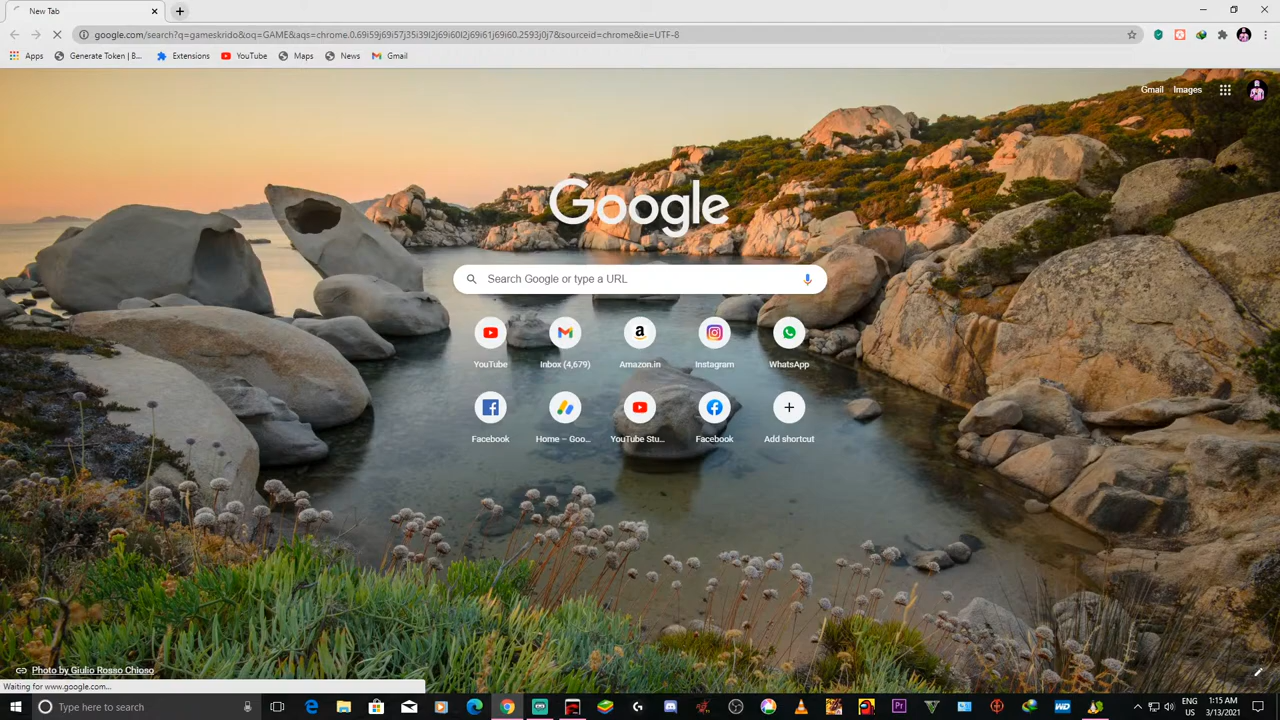 New Tab
google.com/search?q=gameskrido&oq=GAME&aqs=chrome.0.69i59j69i57j35i39l2j69i60l2j69i61j69i60.2593j0j7&sourceid=chrome&ie=UTF-8
Apps Generate Token | B... Extensions YouTube Maps News Gmail
Gmail Images
Google
Search Google or type a URL
YouTube Inbox (4,679) Amazon.in Instagram WhatsApp
Facebook Home – Goo... YouTube Stu... Facebook Add shortcut
Photo by Giulio Rosso Chioso
Waiting for www.google.com...
Type here to search
ENG
US
1:15 AM
3/13/2021